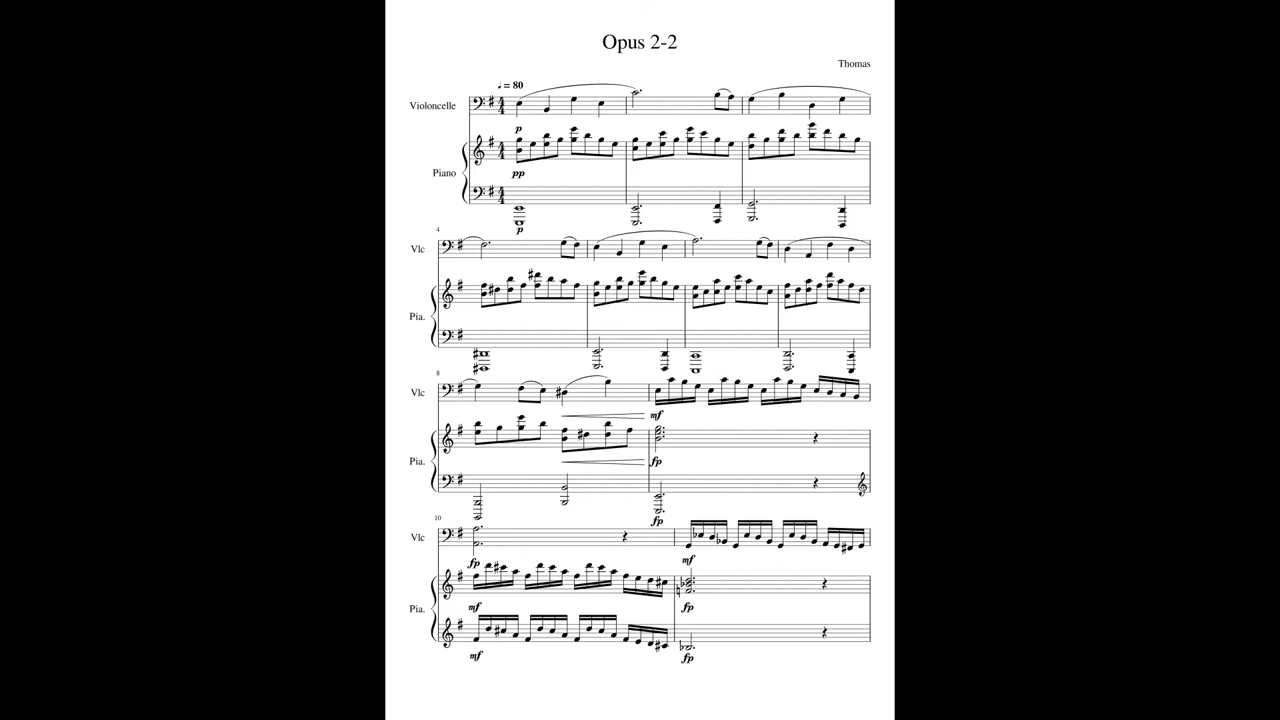 Opus 2-2
Thomas
♩ = 80
Violoncelle
p
Piano
pp
p
4
Vlc
Pia.
8
Vlc
mf
Pia.
fp
fp
10
Vlc
fp mf
Pia.
mf fp
mf fp